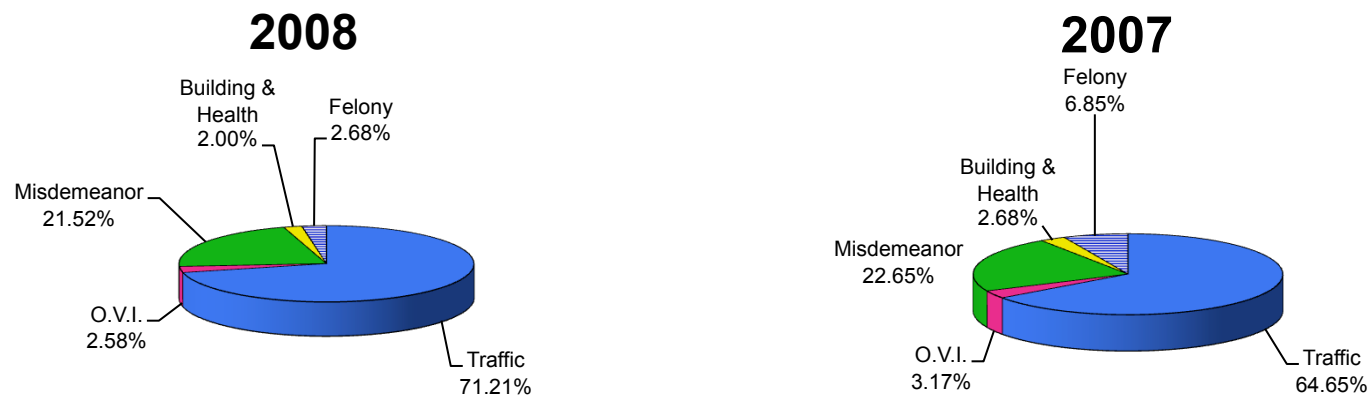 2008
Building &
Health
2.00%
Felony
2.68%
Misdemeanor
21.52%
O.V.I.
2.58%
Traffic
71.21%
2007
Felony
6.85%
Building &
Health
2.68%
Misdemeanor
22.65%
O.V.I.
3.17%
Traffic
64.65%